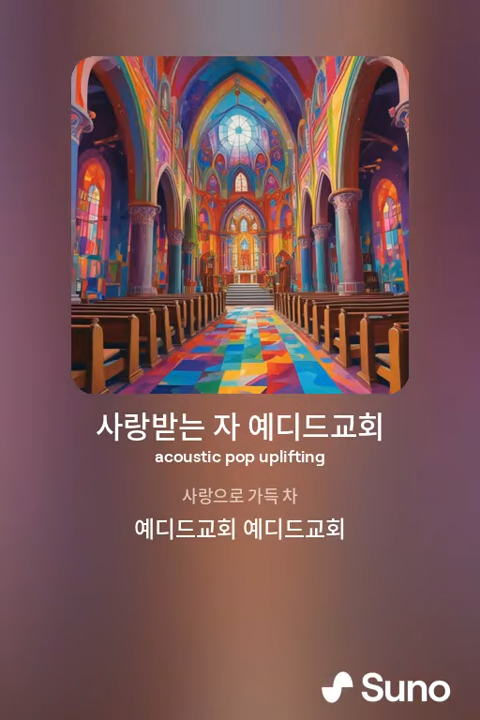 사랑받는 자 예디드교회
acoustic pop uplifting
사랑으로 가득 차
예디드교회 예디드교회
Suno